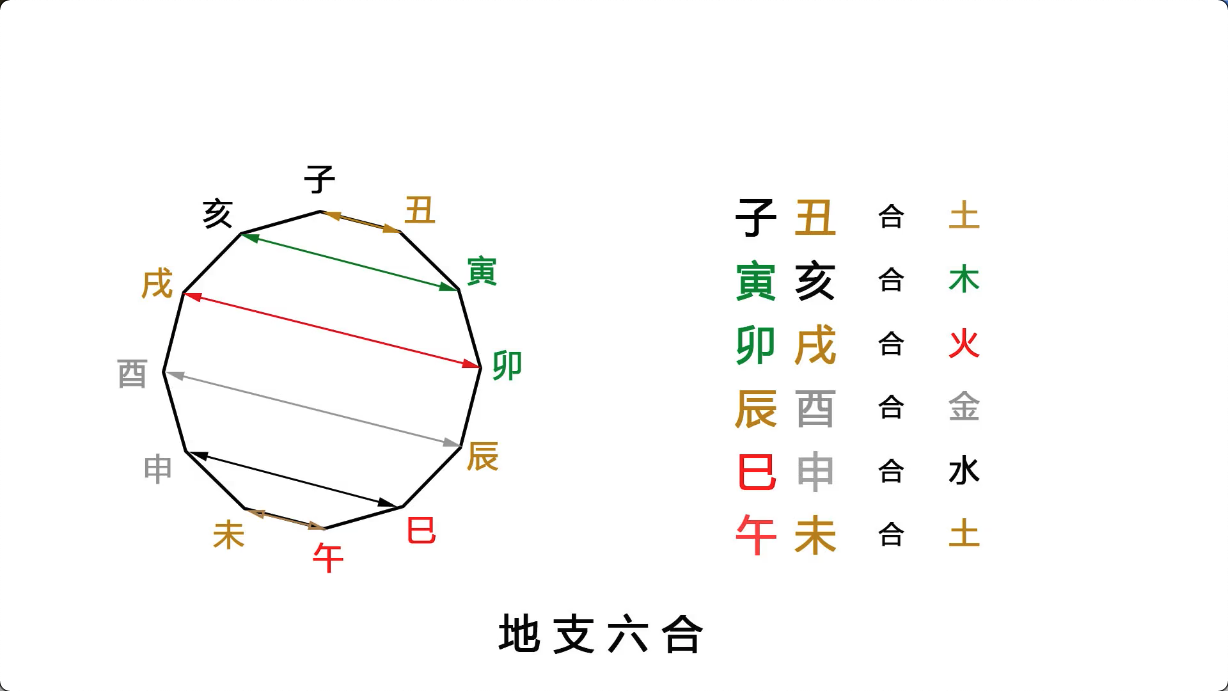 子
丑
寅
卯
辰
巳
午
未
申
酉
戌
亥
子 丑 合 土
寅 亥 合 木
卯 戌 合 火
辰 酉 合 金
巳 申 合 水
午 未 合 土
地支六合